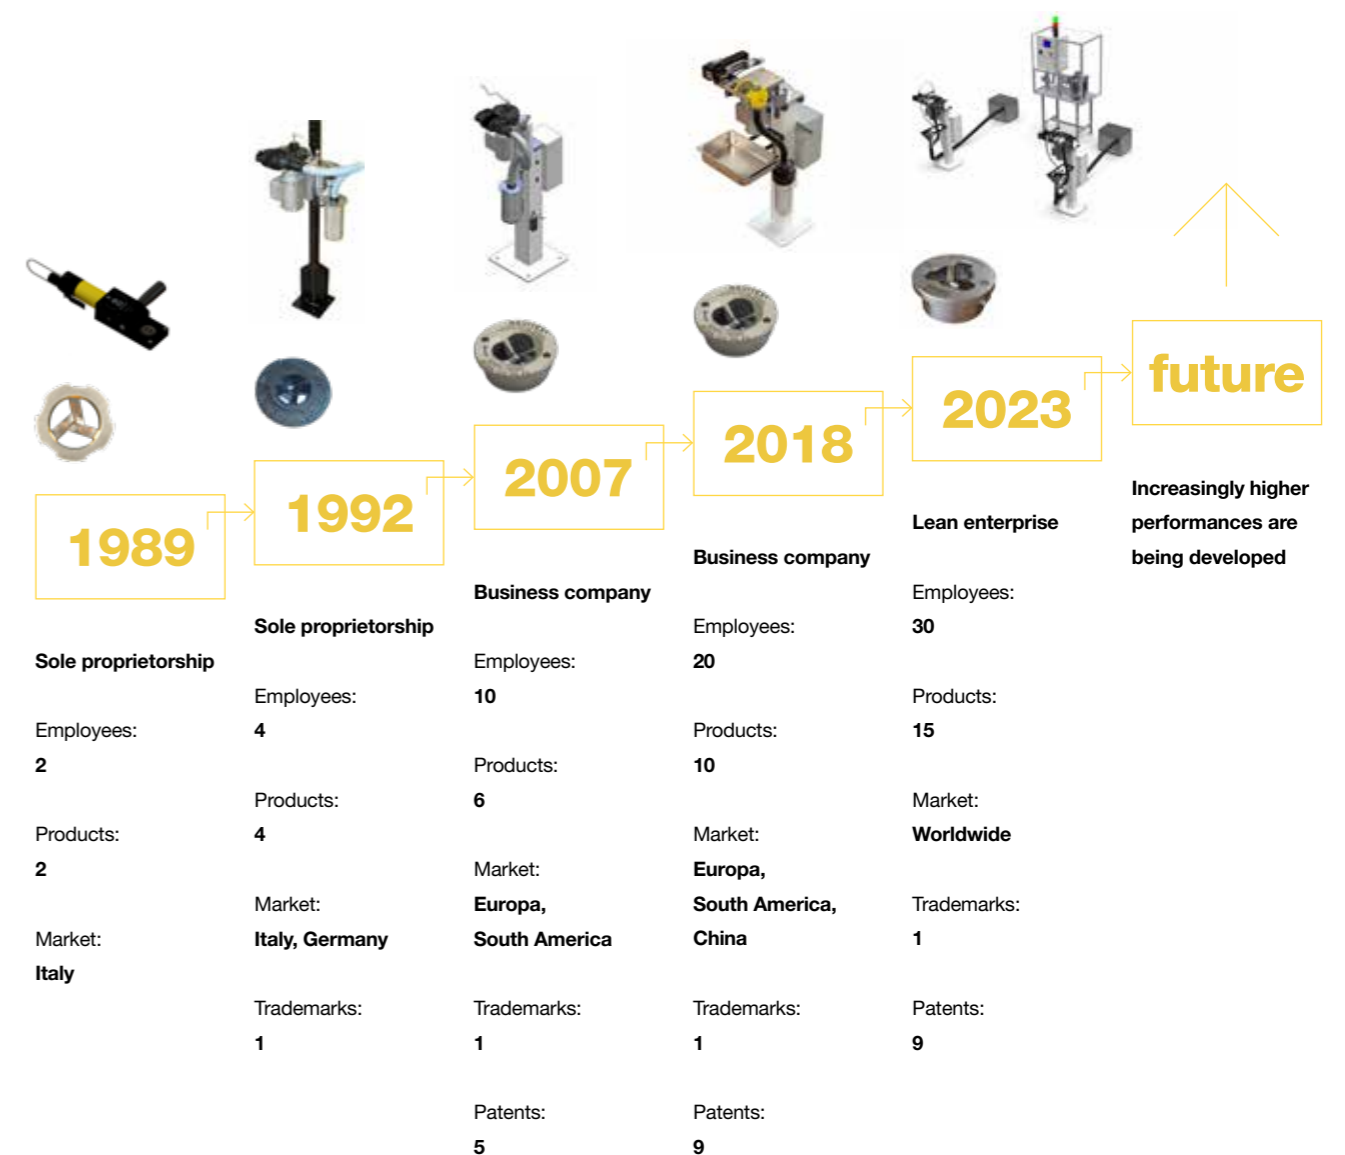 1989
Sole proprietorship
Employees:
2
Products:
2
Market:
Italy
1992
Sole proprietorship
Employees:
4
Products:
4
Market:
Italy, Germany
Trademarks:
1
2007
Business company
Employees:
10
Products:
6
Market:
Europa,
South America
Trademarks:
1
Patents:
5
2018
Business company
Employees:
20
Products:
10
Market:
Europa,
South America,
China
Trademarks:
1
Patents:
9
2023
Lean enterprise
Employees:
30
Products:
15
Market:
Worldwide
Trademarks:
1
Patents:
9
future
Increasingly higher
performances are
being developed